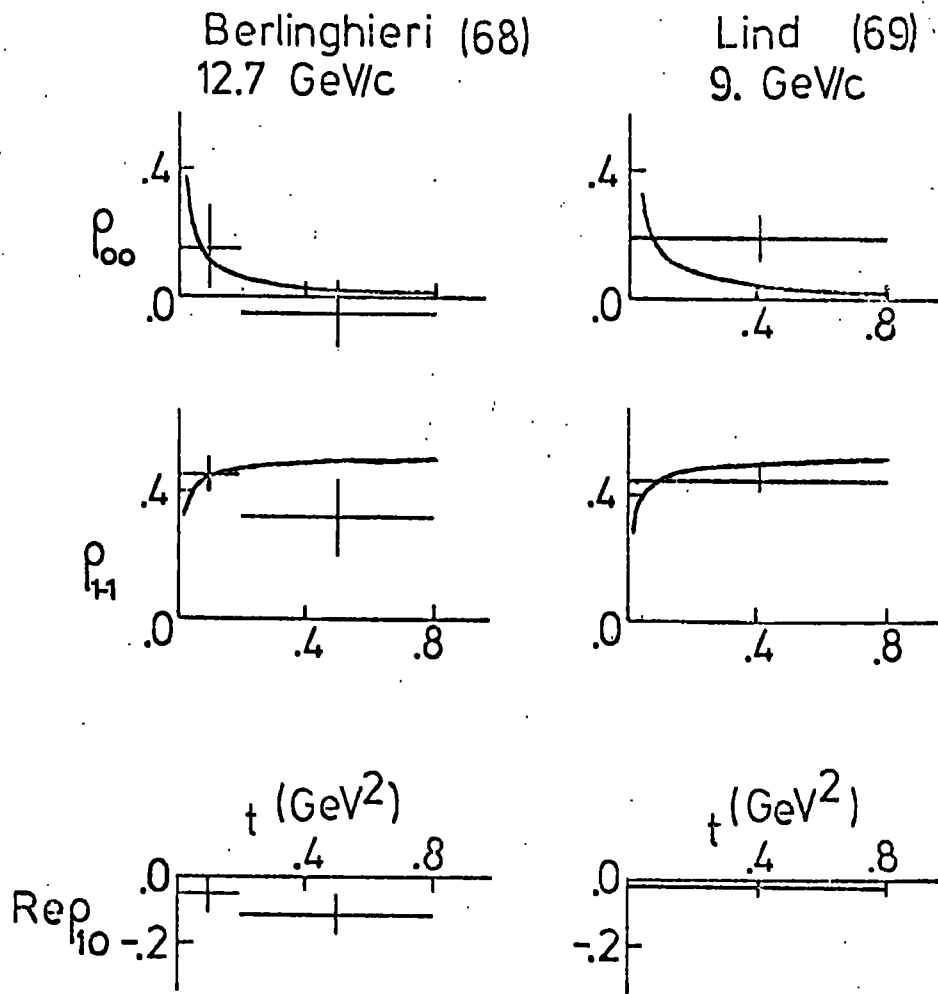 Berlinghieri (68)
12.7 GeV/c
Lind (69)
9. GeV/c
.4
ρ00
.0
.4
.0
.4
.8
.4
ρ1-1
.0
.4
.8
.4
.0
.4
.8
t (GeV²)
.4
.8
.0
Reρ10
-.2
t (GeV²)
.4
.8
.0
-.2